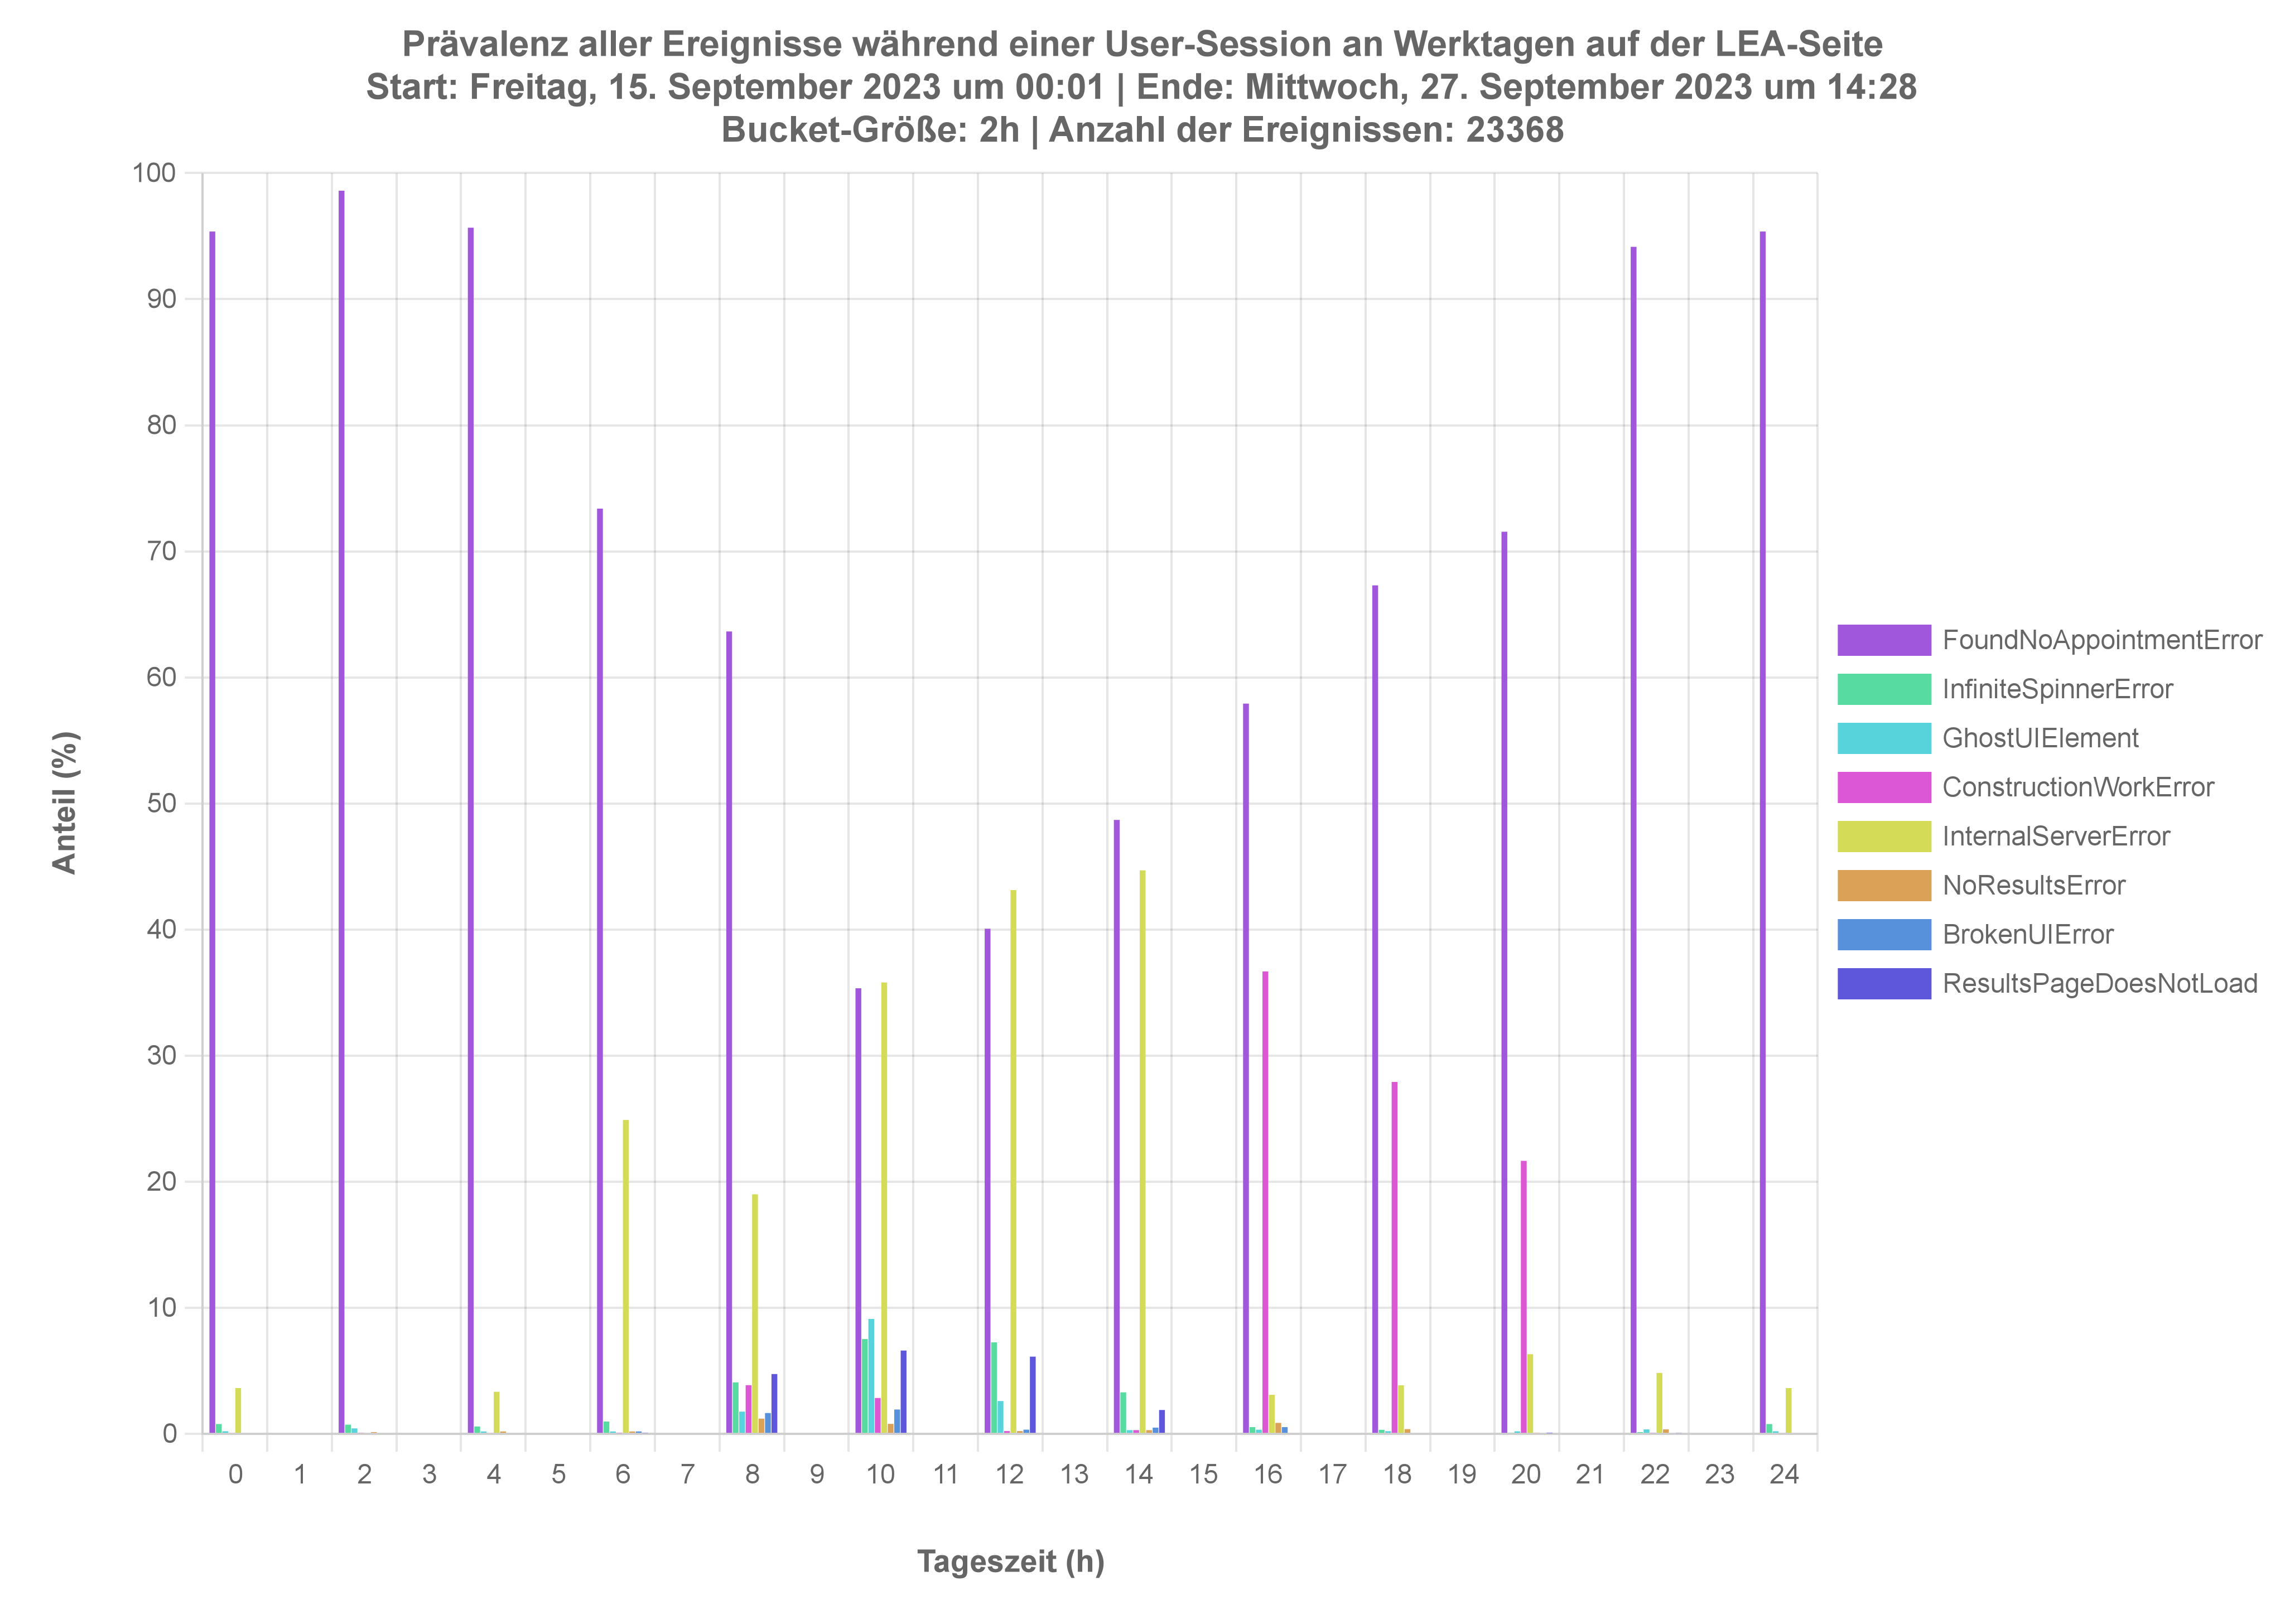 Prävalenz aller Ereignisse während einer User-Session an Werktagen auf der LEA-Seite
Start: Freitag, 15. September 2023 um 00:01 | Ende: Mittwoch, 27. September 2023 um 14:28
Bucket-Größe: 2h | Anzahl der Ereignissen: 23368
100
90
80
70
60
50
40
30
20
10
0
Anteil (%)
0 1 2 3 4 5 6 7 8 9 10 11 12 13 14 15 16 17 18 19 20 21 22 23 24
Tageszeit (h)
FoundNoAppointmentError
InfiniteSpinnerError
GhostUIElement
ConstructionWorkError
InternalServerError
NoResultsError
BrokenUIError
ResultsPageDoesNotLoad